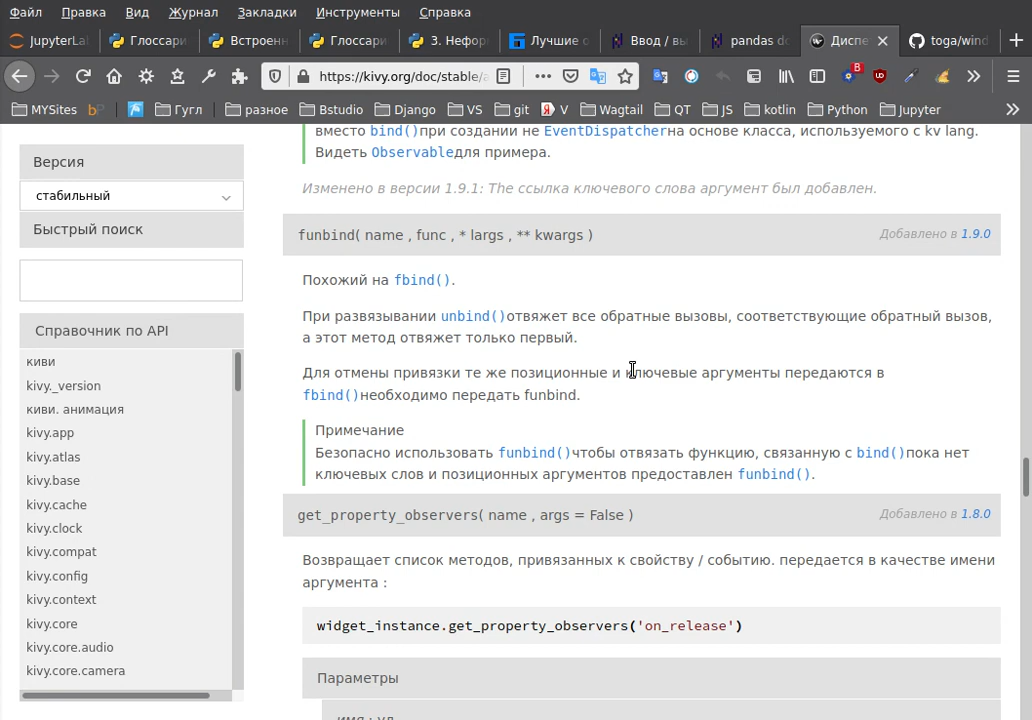 Файл Правка Вид Журнал Закладки Инструменты Справка
JupyterLa Глоссари Встроенн Глоссари 3. Нефор Лучшие о Ввод / вы pandas do Диспе toga/wind
https://kivy.org/doc/stable/a
MYSites bP Гугл разное Bstudio Django VS git V Wagtail QT JS kotlin Python Jupyter
Версия
стабильный
Быстрый поиск
Справочник по API
киви
kivy._version
киви. анимация
kivy.app
kivy.atlas
kivy.base
kivy.cache
kivy.clock
kivy.compat
kivy.config
kivy.context
kivy.core
kivy.core.audio
kivy.core.camera
вместо bind()при создании не EventDispatcherна основе класса, используемого с kv lang.
Видеть Observableдля примера.
Изменено в версии 1.9.1: The ссылка ключевого слова аргумент был добавлен.
funbind( name , func , * largs , ** kwargs ) Добавлено в 1.9.0
Похожий на fbind().
При развязывании unbind()отвяжет все обратные вызовы, соответствующие обратный вызов,
а этот метод отвяжет только первый.
Для отмены привязки те же позиционные и ключевые аргументы передаются в
fbind()необходимо передать funbind.
Примечание
Безопасно использовать funbind()чтобы отвязать функцию, связанную с bind()пока нет
ключевых слов и позиционных аргументов предоставлен funbind().
get_property_observers( name , args = False ) Добавлено в 1.8.0
Возвращает список методов, привязанных к свойству / событию. передается в качестве имени
аргумента :
widget_instance.get_property_observers('on_release')
Параметры